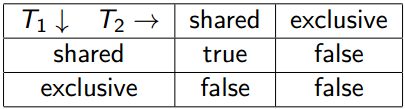 T₁ ↓ T₂ → shared exclusive
shared true false
exclusive false false